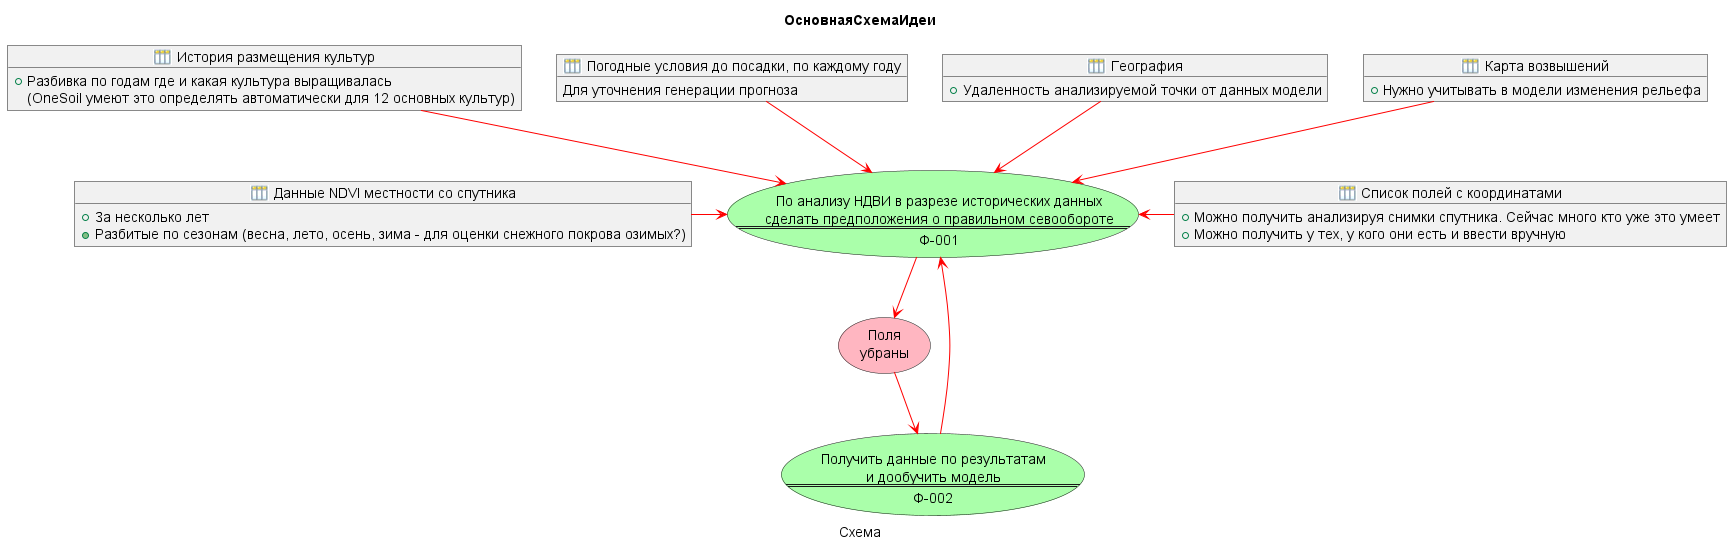 ОсновнаяСхемаИдеи
История размещения культур
Разбивка по годам где и какая культура выращивалась
(OneSoil умеют это определять автоматически для 12 основных культур)
Погодные условия до посадки, по каждому году
Для уточнения генерации прогноза
География
Удаленность анализируемой точки от данных модели
Карта возвышений
Нужно учитывать в модели изменения рельефа
Данные NDVI местности со спутника
За несколько лет
Разбитые по сезонам (весна, лето, осень, зима - для оценки снежного покрова озимых?)
По анализу НДВИ в разрезе исторических данных
сделать предположения о правильном севообороте
Ф-001
Список полей с координатами
Можно получить анализируя снимки спутника. Сейчас много кто уже это умеет
Можно получить у тех, у кого они есть и ввести вручную
Поля
убраны
Получить данные по результатам
и дообучить модель
Ф-002
Схема